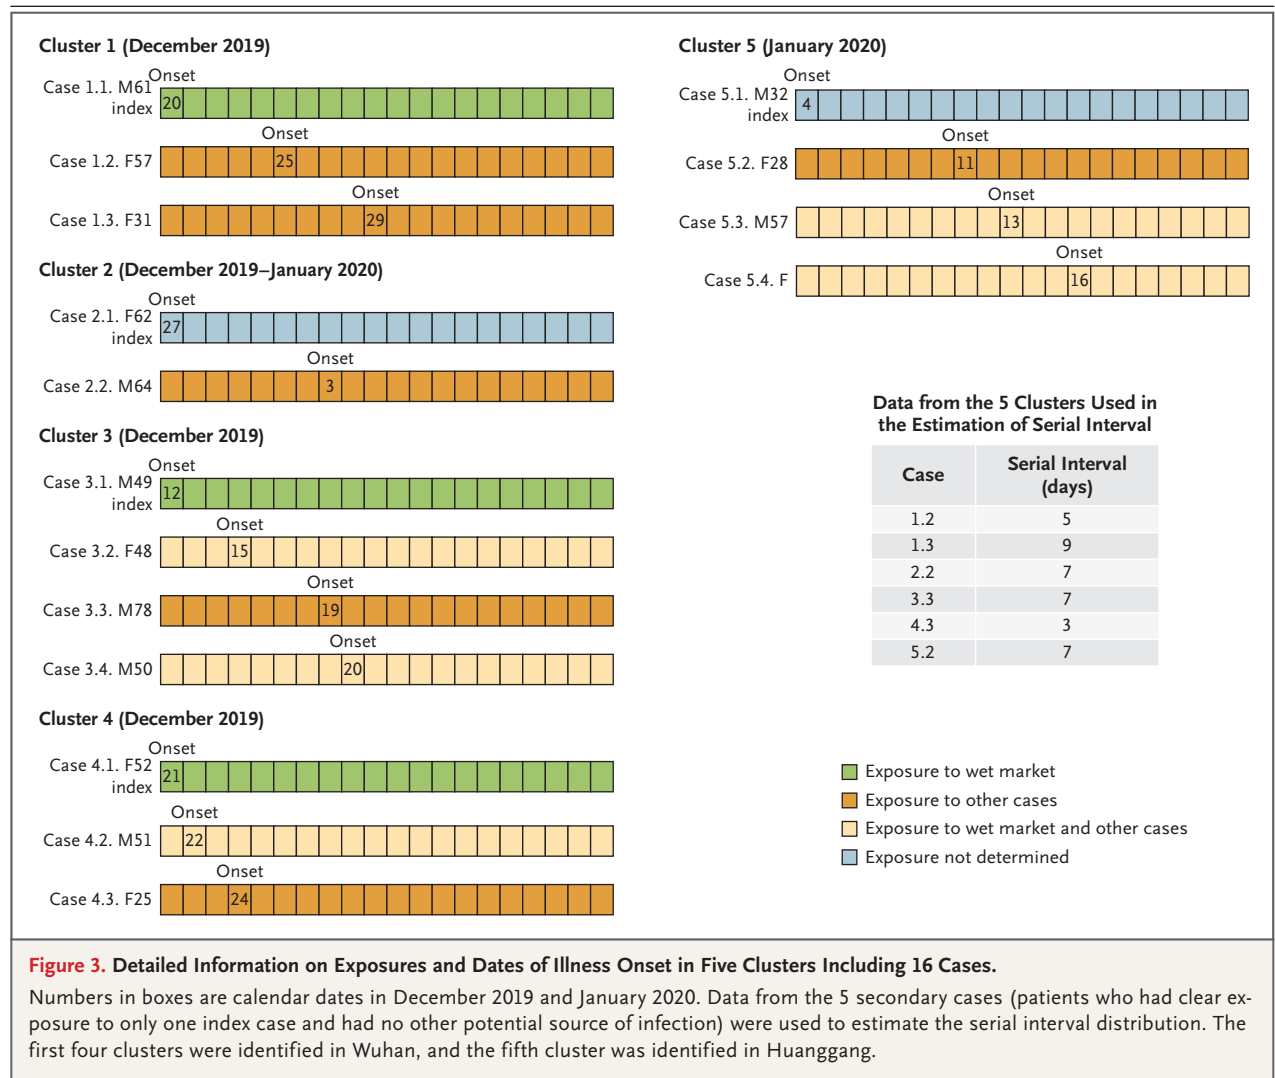 Cluster 1 (December 2019)
Onset
Case 1.1. M61
index
20
Onset
Case 1.2. F57
25
Onset
Case 1.3. F31
29
Cluster 2 (December 2019–January 2020)
Onset
Case 2.1. F62
index
27
Onset
Case 2.2. M64
3
Cluster 3 (December 2019)
Onset
Case 3.1. M49
index
12
Onset
Case 3.2. F48
15
Onset
Case 3.3. M78
19
Onset
Case 3.4. M50
20
Cluster 4 (December 2019)
Onset
Case 4.1. F52
index
21
Onset
Case 4.2. M51
22
Onset
Case 4.3. F25
24
Cluster 5 (January 2020)
Onset
Case 5.1. M32
index
4
Onset
Case 5.2. F28
11
Onset
Case 5.3. M57
13
Onset
Case 5.4. F
16
Data from the 5 Clusters Used in
the Estimation of Serial Interval
Case Serial Interval
(days)
1.2 5
1.3 9
2.2 7
3.3 7
4.3 3
5.2 7
Exposure to wet market
Exposure to other cases
Exposure to wet market and other cases
Exposure not determined
Figure 3. Detailed Information on Exposures and Dates of Illness Onset in Five Clusters Including 16 Cases.
Numbers in boxes are calendar dates in December 2019 and January 2020. Data from the 5 secondary cases (patients who had clear ex-
posure to only one index case and had no other potential source of infection) were used to estimate the serial interval distribution. The
first four clusters were identified in Wuhan, and the fifth cluster was identified in Huanggang.